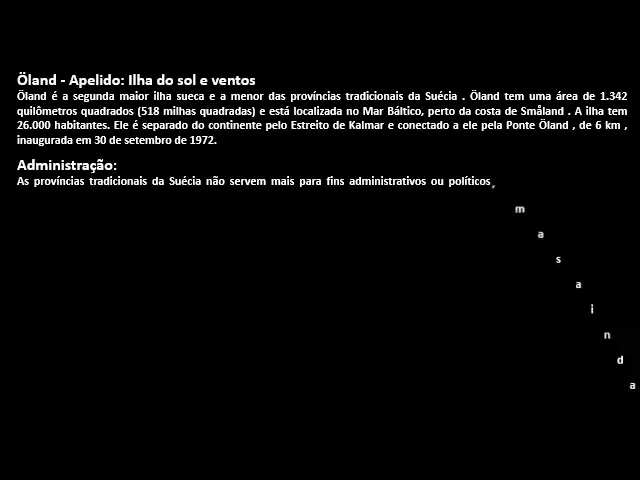 Öland - Apelido: Ilha do sol e ventos
Öland é a segunda maior ilha sueca e a menor das províncias tradicionais da Suécia . Öland tem uma área de 1.342
quilômetros quadrados (518 milhas quadradas) e está localizada no Mar Báltico, perto da costa de Småland . A ilha tem
26.000 habitantes. Ele é separado do continente pelo Estreito de Kalmar e conectado a ele pela Ponte Öland , de 6 km ,
inaugurada em 30 de setembro de 1972.
Administração:
As províncias tradicionais da Suécia não servem mais para fins administrativos ou políticos,
m
a
s
a
i
n
d
a